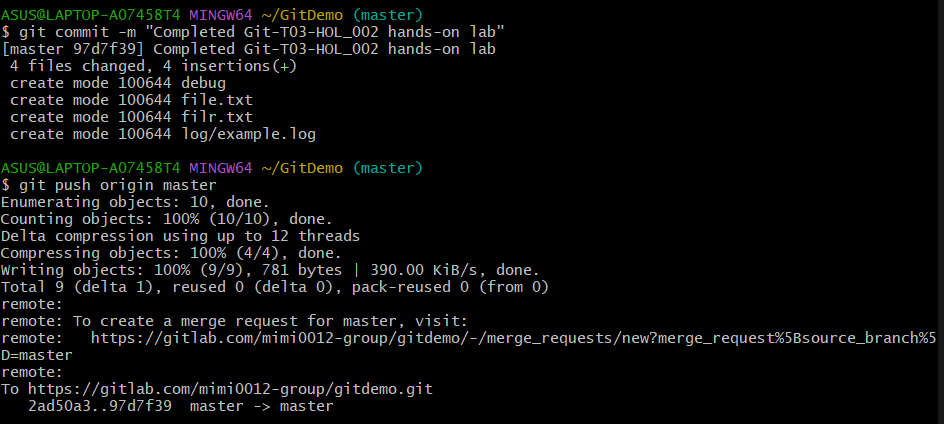 ASUS@LAPTOP-A07458T4 MINGW64 ~/GitDemo (master)
$ git commit -m "Completed Git-T03-HOL_002 hands-on lab"
[master 97d7f39] Completed Git-T03-HOL_002 hands-on lab
 4 files changed, 4 insertions(+)
 create mode 100644 debug
 create mode 100644 file.txt
 create mode 100644 filr.txt
 create mode 100644 log/example.log
ASUS@LAPTOP-A07458T4 MINGW64 ~/GitDemo (master)
$ git push origin master
Enumerating objects: 10, done.
Counting objects: 100% (10/10), done.
Delta compression using up to 12 threads
Compressing objects: 100% (4/4), done.
Writing objects: 100% (9/9), 781 bytes | 390.00 KiB/s, done.
Total 9 (delta 1), reused 0 (delta 0), pack-reused 0 (from 0)
remote:
remote: To create a merge request for master, visit:
remote:   https://gitlab.com/mimi0012-group/gitdemo/-/merge_requests/new?merge_request%5Bsource_branch%5
D=master
remote:
To https://gitlab.com/mimi0012-group/gitdemo.git
   2ad50a3..97d7f39  master -> master